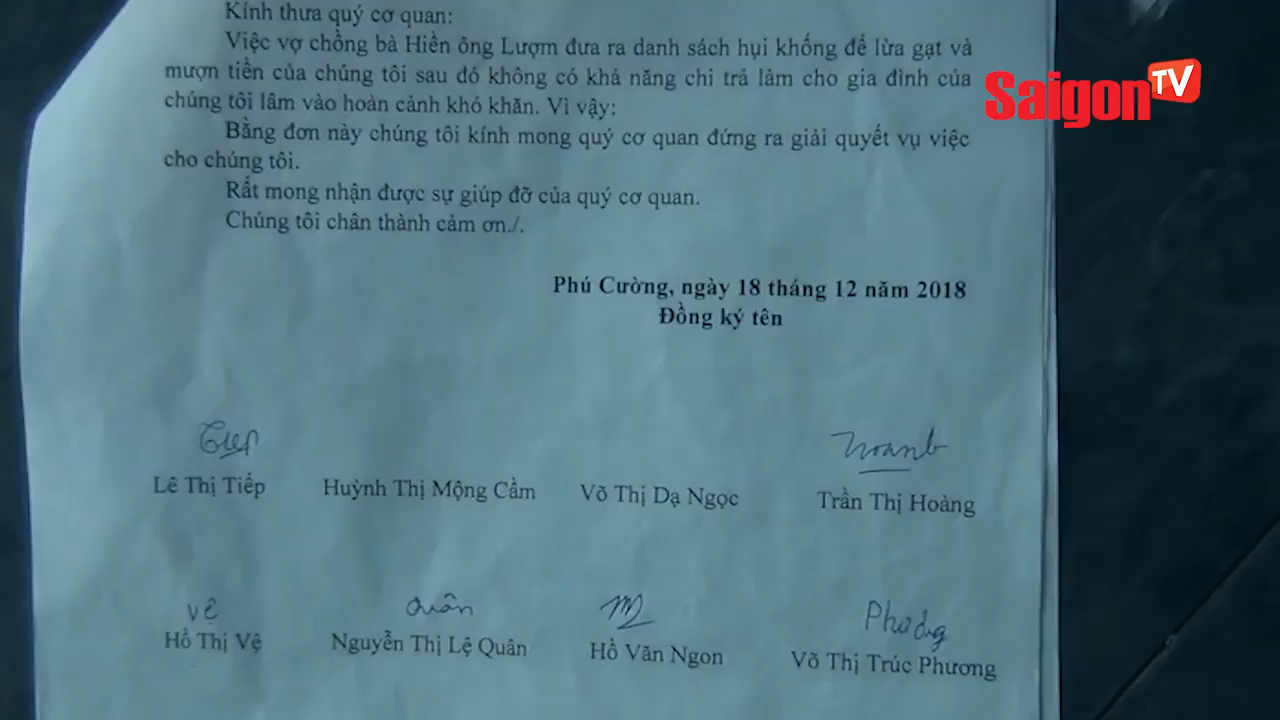 Kính thưa quý cơ quan:
Việc vợ chồng bà Hiền ông Lượm đưa ra danh sách hụi khống để lừa gạt và
mượn tiền của chúng tôi sau đó không có khả năng chi trả làm cho gia đình của
chúng tôi lâm vào hoàn cảnh khó khăn. Vì vậy:
Bằng đơn này chúng tôi kính mong quý cơ quan đứng ra giải quyết vụ việc
cho chúng tôi.
Rất mong nhận được sự giúp đỡ của quý cơ quan.
Chúng tôi chân thành cảm ơn./.
SaigonTV
Phú Cường, ngày 18 tháng 12 năm 2018
Đồng ký tên
Lê Thị Tiếp Huỳnh Thị Mộng Cầm Võ Thị Dạ Ngọc Trần Thị Hoàng
Vệ Quân Phương
Hồ Thị Vệ Nguyễn Thị Lệ Quân Hồ Văn Ngon Võ Thị Trúc Phương